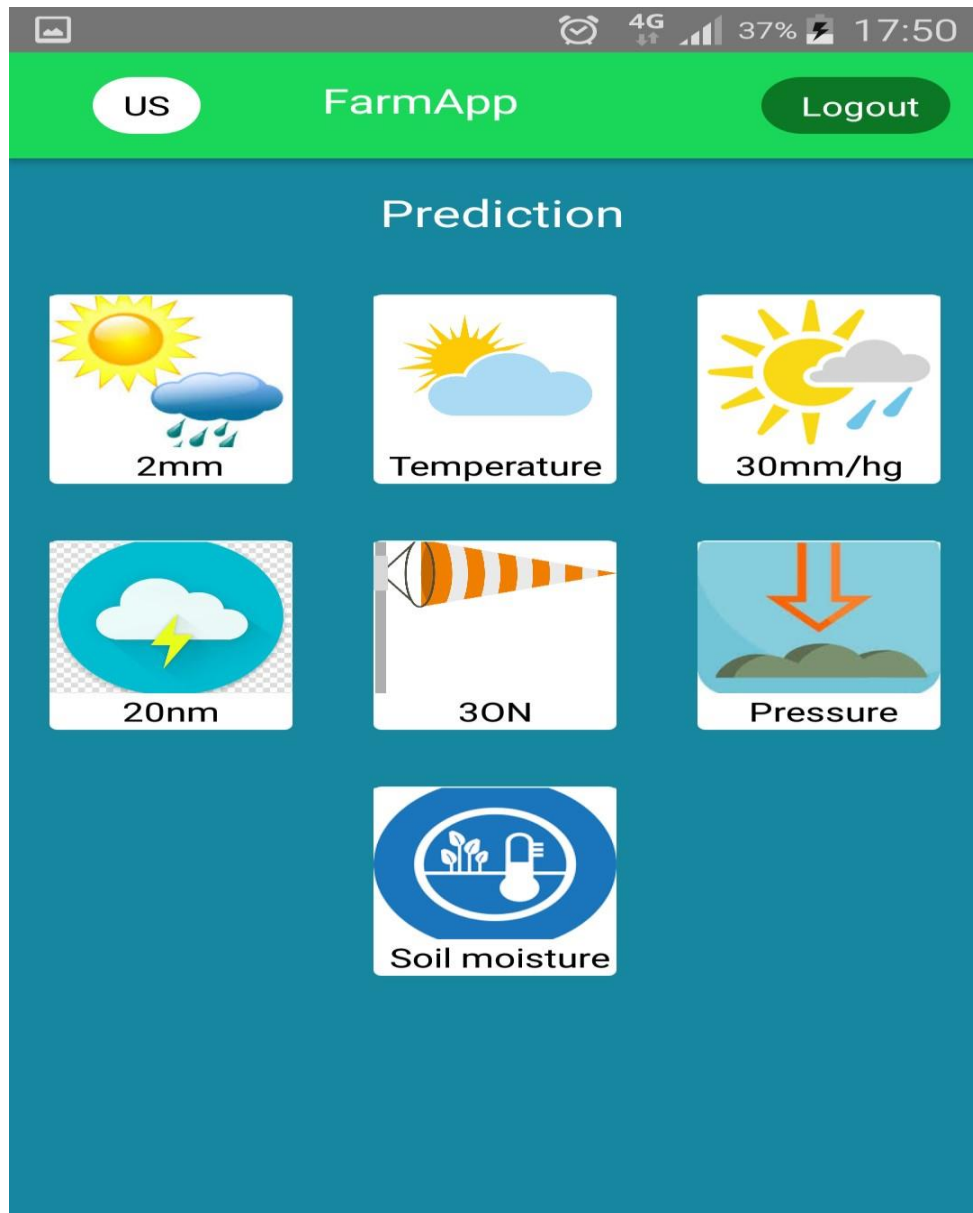 4G 37% 17:50
US FarmApp Logout
Prediction
2mm Temperature 30mm/hg
20nm 3ON Pressure
Soil moisture